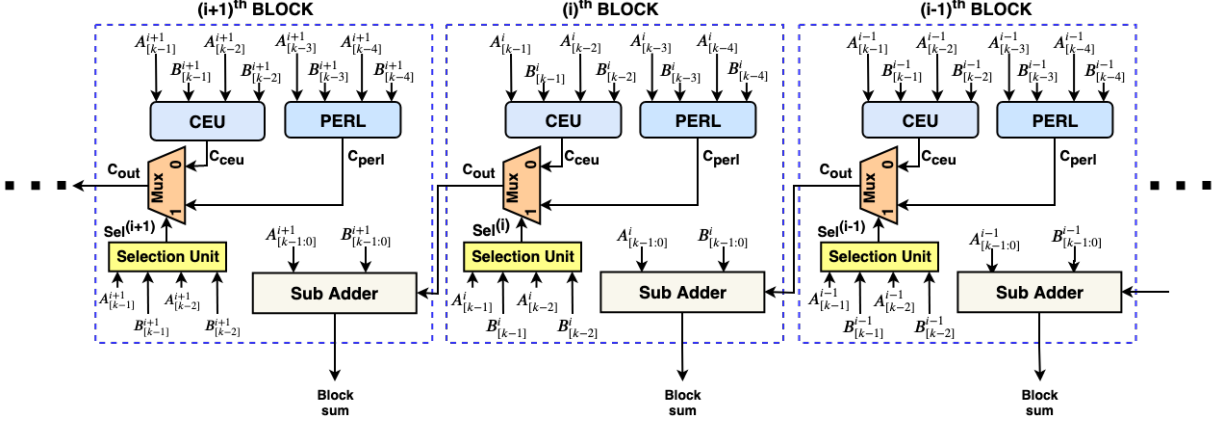 (i+1)th BLOCK
(i)th BLOCK
(i-1)th BLOCK
A^{i+1}_{[k-1]} A^{i+1}_{[k-2]} A^{i+1}_{[k-3]} A^{i+1}_{[k-4]}
B^{i+1}_{[k-1]} B^{i+1}_{[k-2]} B^{i+1}_{[k-3]} B^{i+1}_{[k-4]}
CEU
PERL
Cceu
Cperl
Cout
Mux
0
1
Sel(i+1)
Selection Unit
A^{i+1}_{[k-1]} A^{i+1}_{[k-2]}
B^{i+1}_{[k-1]} B^{i+1}_{[k-2]}
A^{i+1}_{[k-1:0]} B^{i+1}_{[k-1:0]}
Sub Adder
Block
sum
A^{i}_{[k-1]} A^{i}_{[k-2]} A^{i}_{[k-3]} A^{i}_{[k-4]}
B^{i}_{[k-1]} B^{i}_{[k-2]} B^{i}_{[k-3]} B^{i}_{[k-4]}
CEU
PERL
Cceu
Cperl
Cout
Mux
0
1
Sel(i)
Selection Unit
A^{i}_{[k-1]} A^{i}_{[k-2]}
B^{i}_{[k-1]} B^{i}_{[k-2]}
A^{i}_{[k-1:0]} B^{i}_{[k-1:0]}
Sub Adder
Block
sum
A^{i-1}_{[k-1]} A^{i-1}_{[k-2]} A^{i-1}_{[k-3]} A^{i-1}_{[k-4]}
B^{i-1}_{[k-1]} B^{i-1}_{[k-2]} B^{i-1}_{[k-3]} B^{i-1}_{[k-4]}
CEU
PERL
Cceu
Cperl
Cout
Mux
0
1
Sel(i-1)
Selection Unit
A^{i-1}_{[k-1]} A^{i-1}_{[k-2]}
B^{i-1}_{[k-1]} B^{i-1}_{[k-2]}
A^{i-1}_{[k-1:0]} B^{i-1}_{[k-1:0]}
Sub Adder
Block
sum